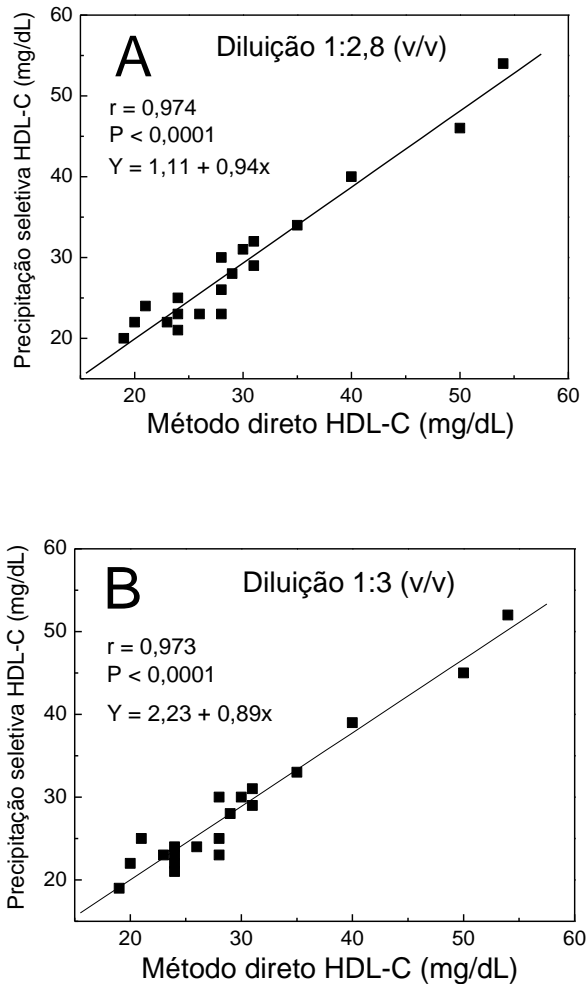 A
Diluição 1:2,8 (v/v)
r = 0,974
P < 0,0001
Y = 1,11 + 0,94x
Precipitação seletiva HDL-C (mg/dL)
60
50
40
30
20
20 30 40 50 60
Método direto HDL-C (mg/dL)
B
Diluição 1:3 (v/v)
r = 0,973
P < 0,0001
Y = 2,23 + 0,89x
Precipitação seletiva HDL-C (mg/dL)
60
50
40
30
20
20 30 40 50 60
Método direto HDL-C (mg/dL)